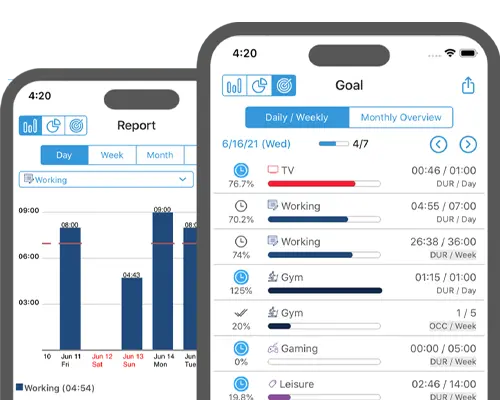 4:20
Report
Day Week Month
Working
09:00
03:00
08:00
04:43
09:00
08:
10 Jun 11 Jun 12 Jun 13 Jun 14 Jun
Fri Sat Sun Mon Tue
Working (04:54)
4:20
Goal
Daily / Weekly Monthly Overview
6/16/21 (Wed) 4/7
TV 00:46 / 01:00
76.7% DUR / Day
Working 04:55 / 07:00
70.2% DUR / Day
Working 26:38 / 36:00
74% DUR / Week
Gym 01:15 / 01:00
125% DUR / Day
Gym 1 / 5
20% OCC / Week
Gaming 00:00 / 05:00
0% DUR / Week
Leisure 02:46 / 14:00
19.8% DUR / Week